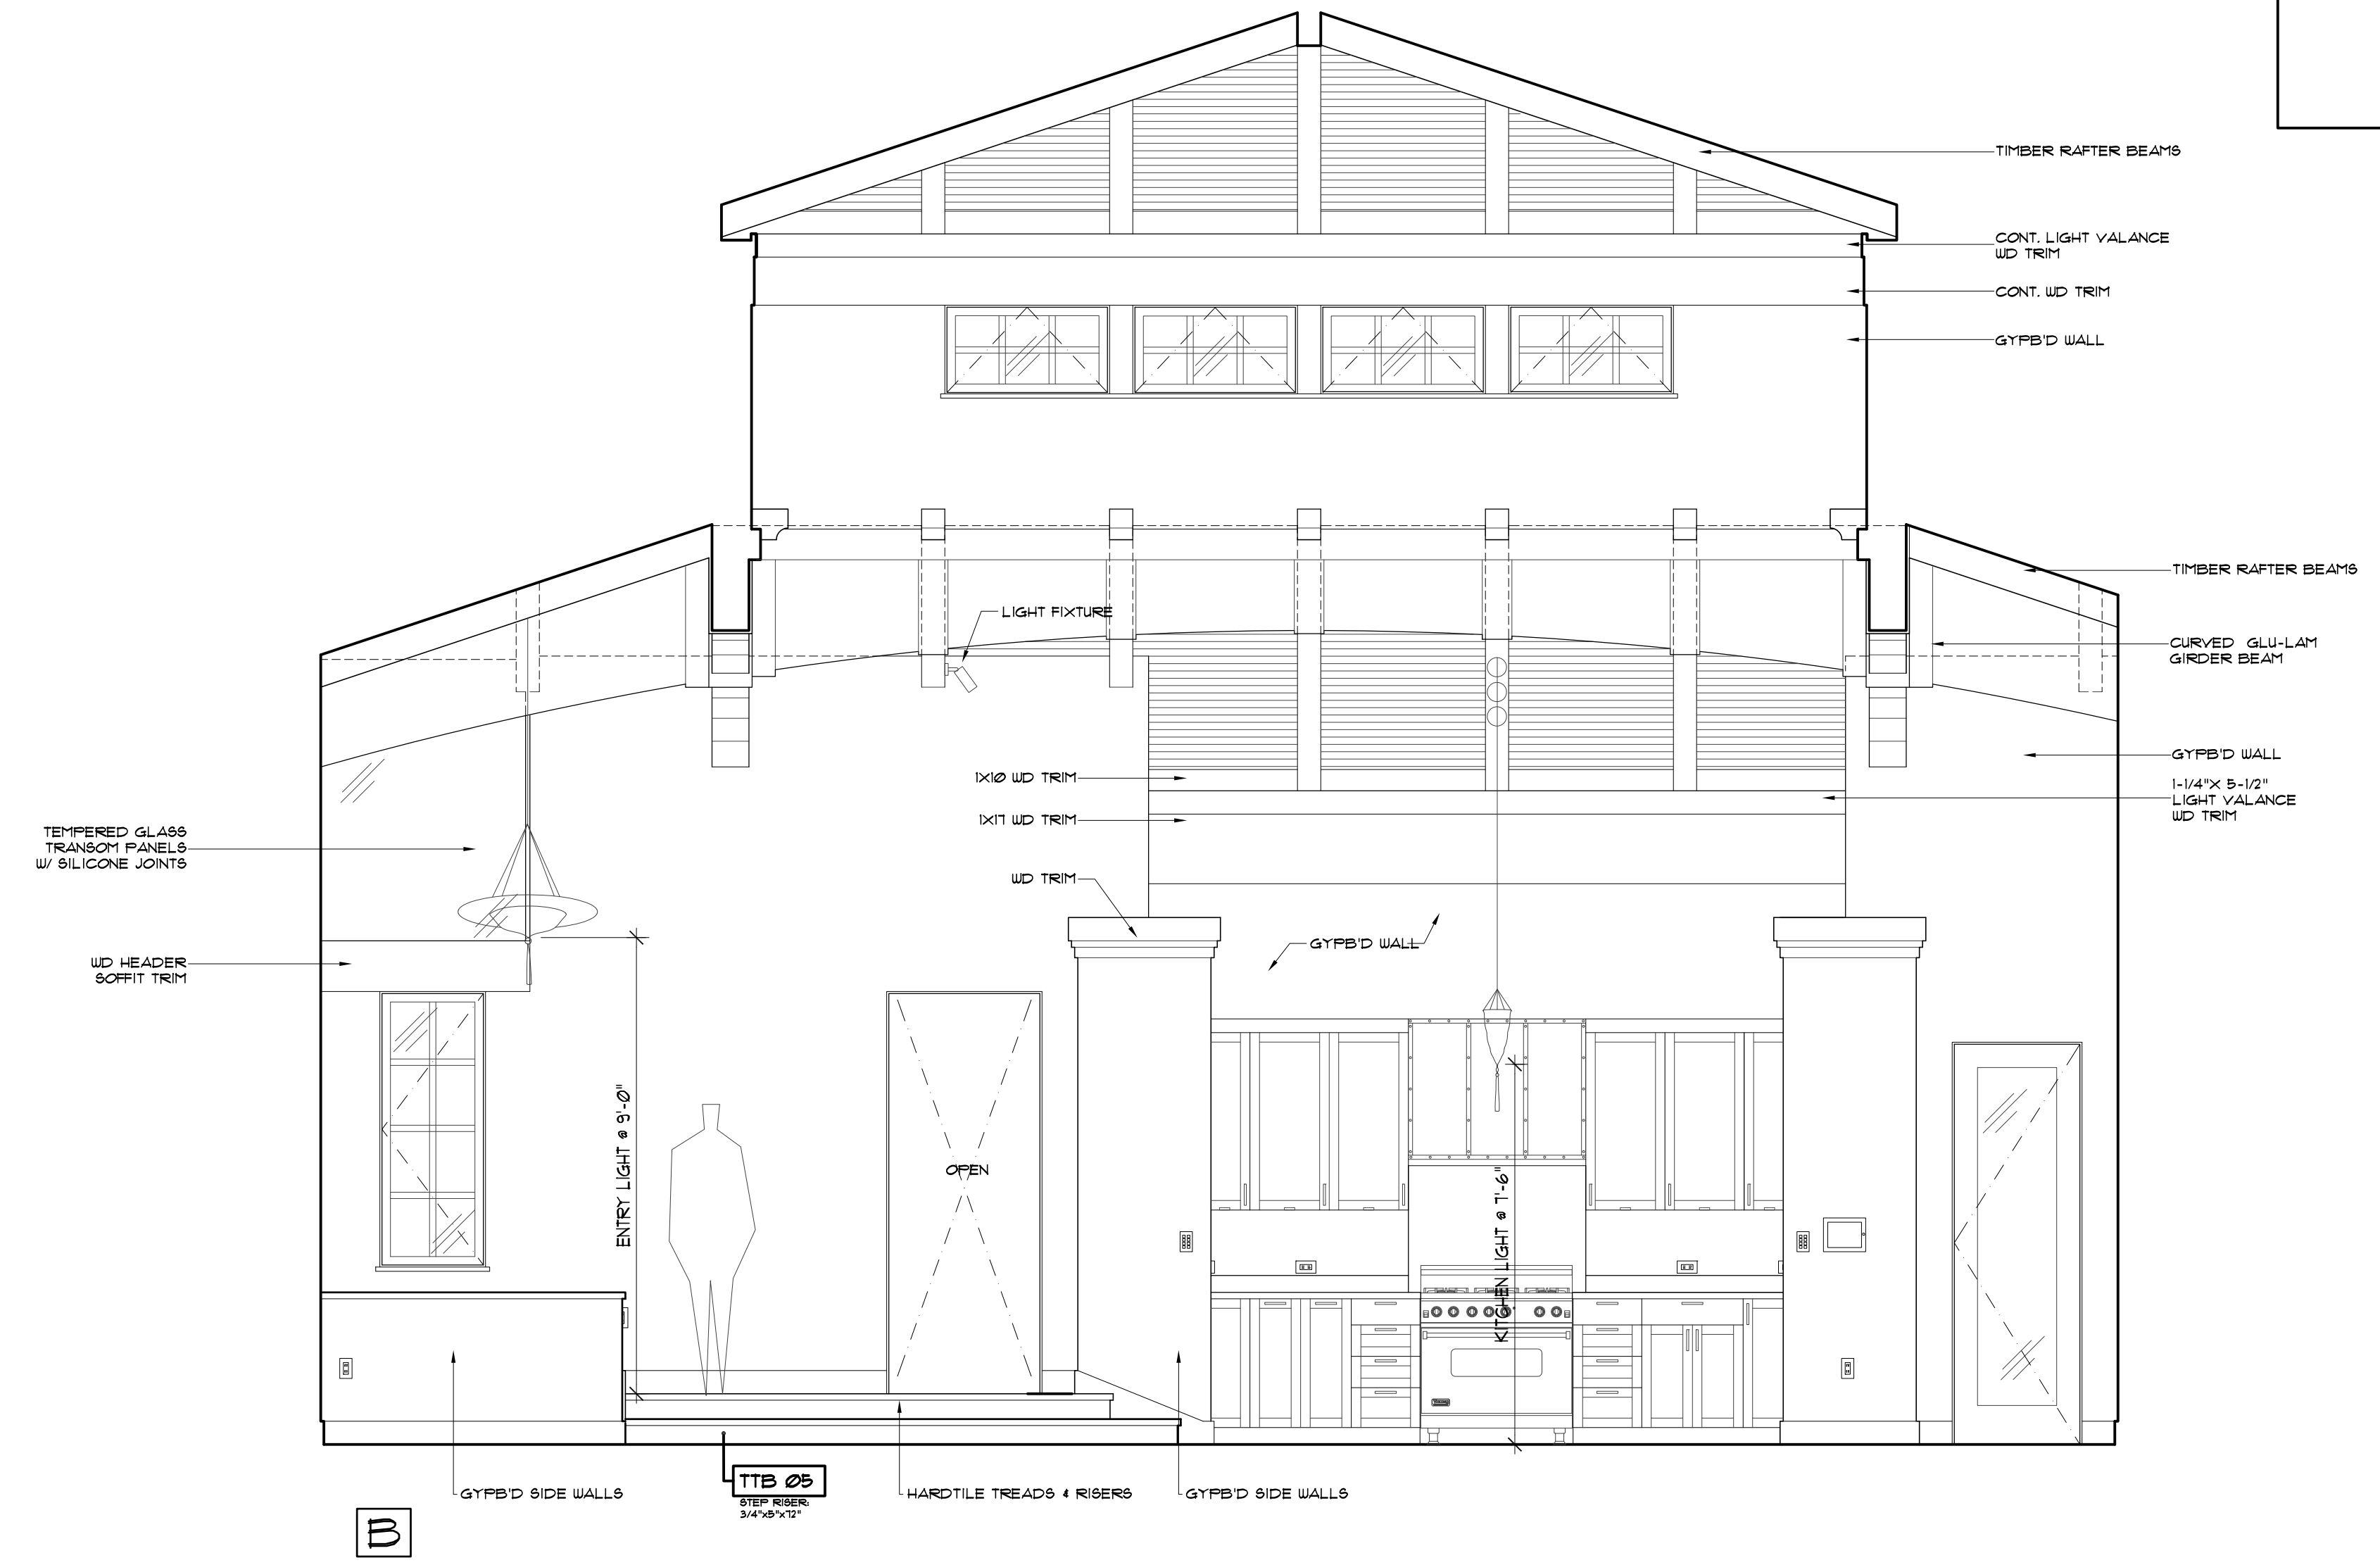 TIMBER RAFTER BEAMS
CONT. LIGHT VALANCE
WD TRIM
CONT. WD TRIM
GYPB'D WALL
TIMBER RAFTER BEAMS
LIGHT FIXTURE
CURVED GLU-LAM
GIRDER BEAM
GYPB'D WALL
1X10 WD TRIM
1-1/4"X 5-1/2"
LIGHT VALANCE
WD TRIM
1X17 WD TRIM
TEMPERED GLASS
TRANSOM PANELS
W/ SILICONE JOINTS
WD TRIM
GYPB'D WALL
WD HEADER
SOFFIT TRIM
ENTRY LIGHT @ 9'-0"
OPEN
KITCHEN LIGHT @ 7'-6"
GYPB'D SIDE WALLS
TTB 05
STEP RISER:
3/4"x5"x72"
HARDTILE TREADS & RISERS
GYPB'D SIDE WALLS
B